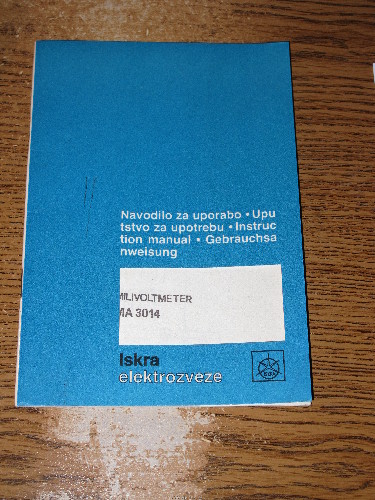 Navodilo za uporabo • Upu
tstvo za upotrebu • Instruc
tion manual • Gebrauchsa
nweisung
MILIVOLTMETER
MA 3014
Iskra
elektrozveze